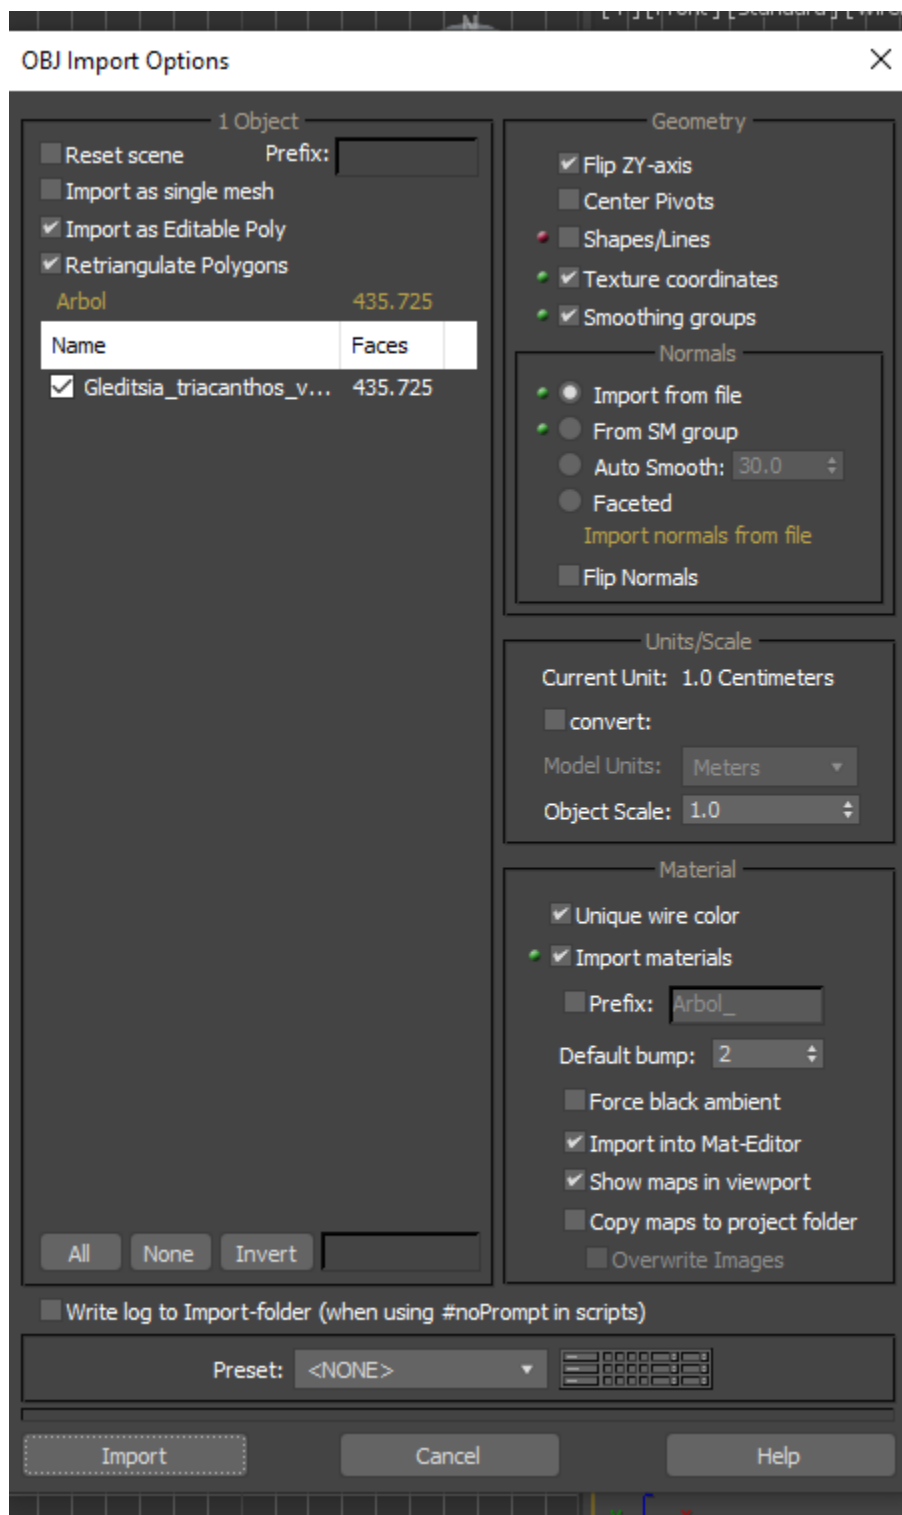 N
OBJ Import Options
1 Object
Reset scene Prefix:
Import as single mesh
Import as Editable Poly
Retriangulate Polygons
Arbol 435.725
Name Faces
Gleditsia_triacanthos_v... 435.725
All None Invert
Geometry
Flip ZY-axis
Center Pivots
Shapes/Lines
Texture coordinates
Smoothing groups
Normals
Import from file
From SM group
Auto Smooth: 30.0
Faceted
Import normals from file
Flip Normals
Units/Scale
Current Unit: 1.0 Centimeters
convert:
Model Units: Meters
Object Scale: 1.0
Material
Unique wire color
Import materials
Prefix: Arbol_
Default bump: 2
Force black ambient
Import into Mat-Editor
Show maps in viewport
Copy maps to project folder
Overwrite Images
Write log to Import-folder (when using #noPrompt in scripts)
Preset: <NONE>
Import Cancel Help